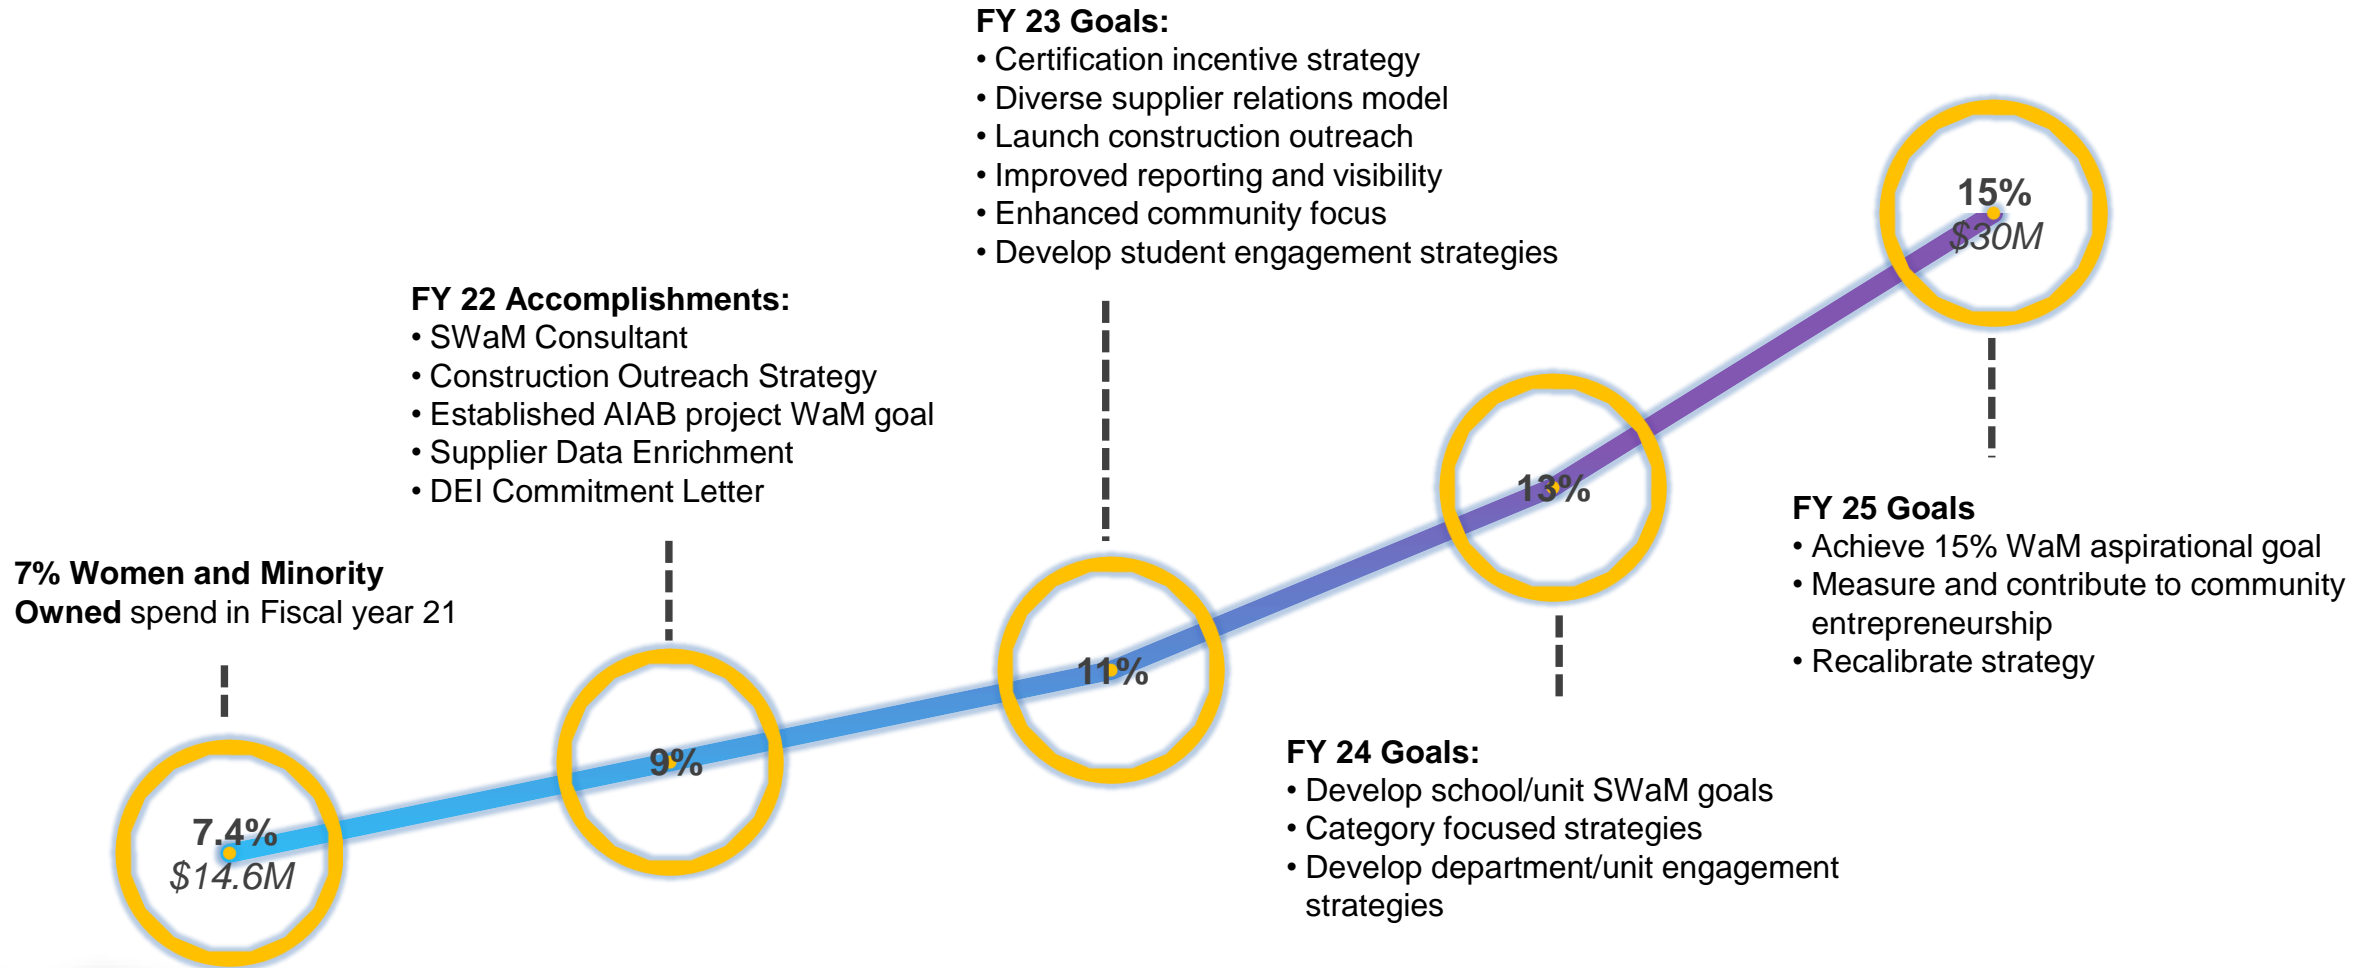 FY 23 Goals:
• Certification incentive strategy
• Diverse supplier relations model
• Launch construction outreach
• Improved reporting and visibility
• Enhanced community focus
• Develop student engagement strategies
15%
$30M
FY 22 Accomplishments:
• SWaM Consultant
• Construction Outreach Strategy
• Established AIAB project WaM goal
• Supplier Data Enrichment
• DEI Commitment Letter
13%
FY 25 Goals
• Achieve 15% WaM aspirational goal
• Measure and contribute to community
entrepreneurship
• Recalibrate strategy
7% Women and Minority
Owned spend in Fiscal year 21
11%
9%
FY 24 Goals:
• Develop school/unit SWaM goals
• Category focused strategies
• Develop department/unit engagement
strategies
7.4%
$14.6M